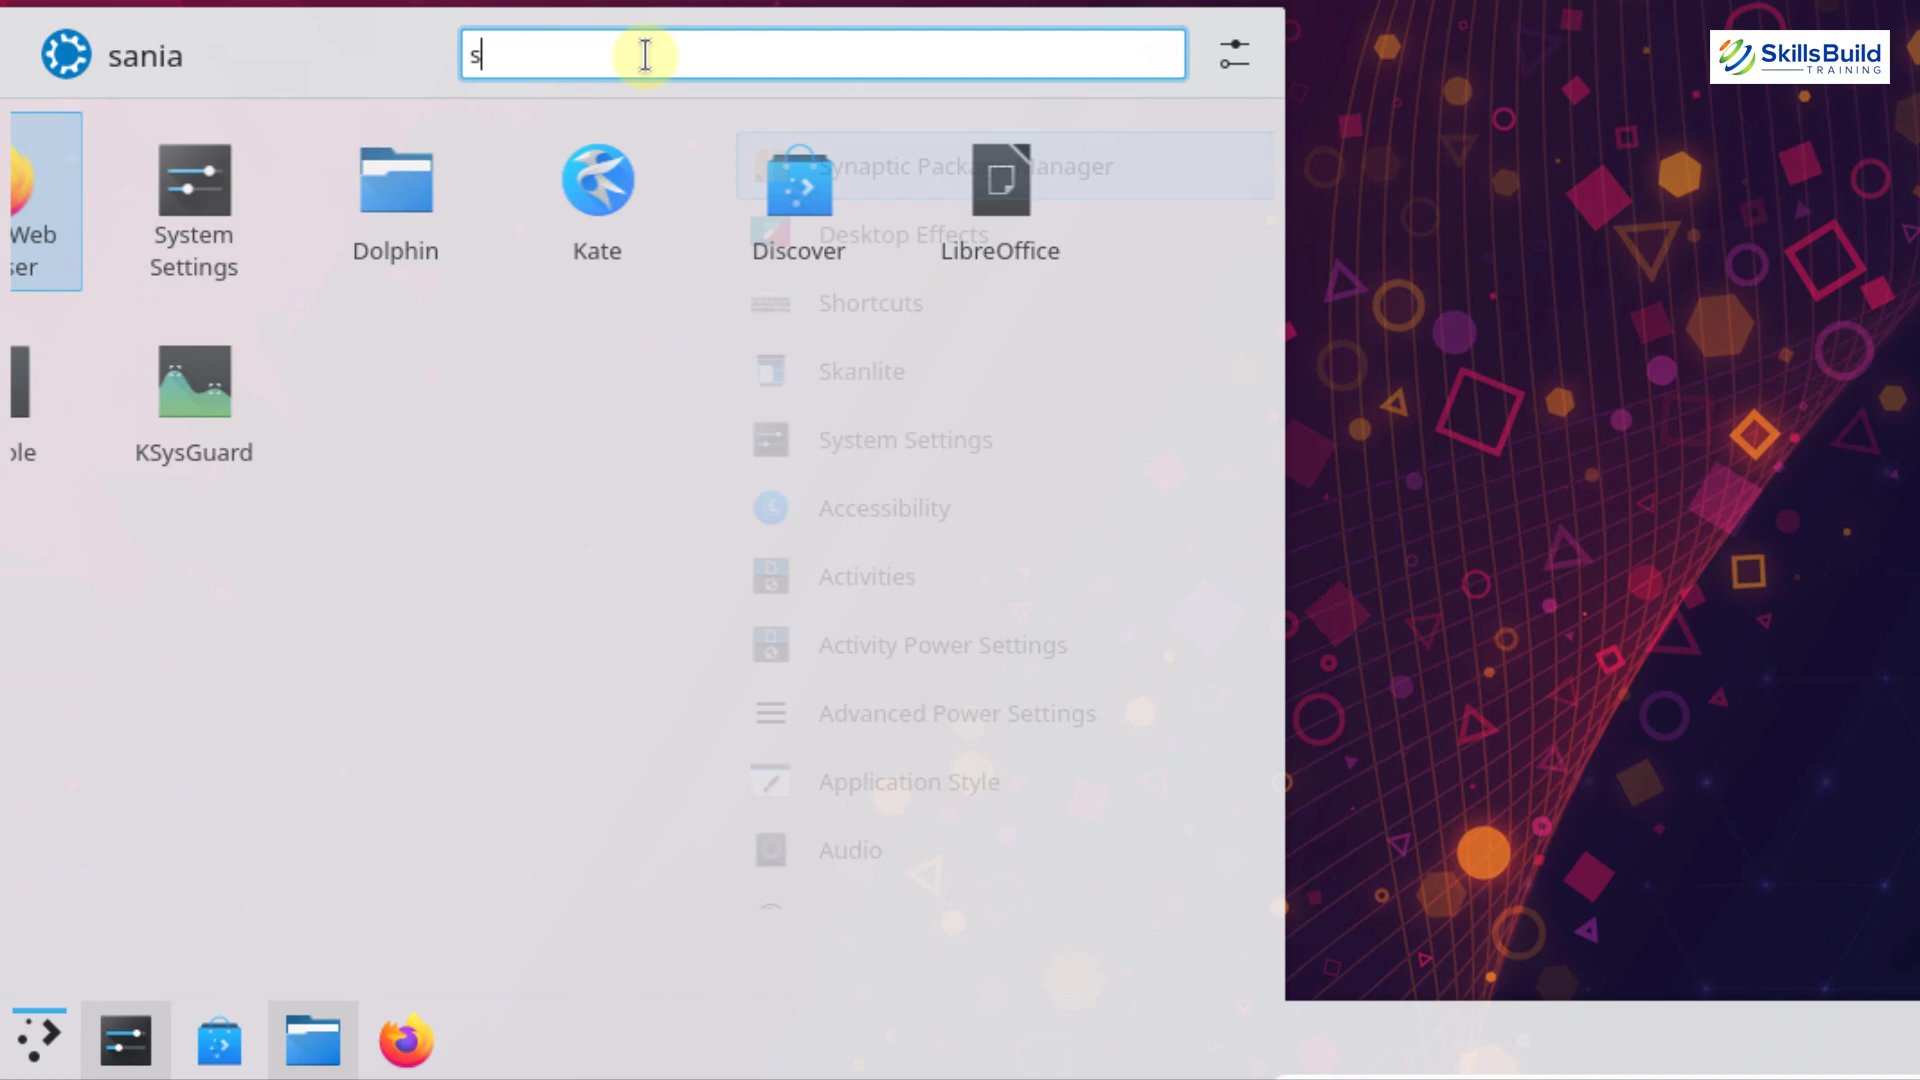 sania
s
SkillsBuild
TRAINING
Web
ser
System
Settings
Dolphin
Kate
Discover
LibreOffice
ole
KSysGuard
Synaptic Package Manager
Desktop Effects
Shortcuts
Skanlite
System Settings
Accessibility
Activities
Activity Power Settings
Advanced Power Settings
Application Style
Audio